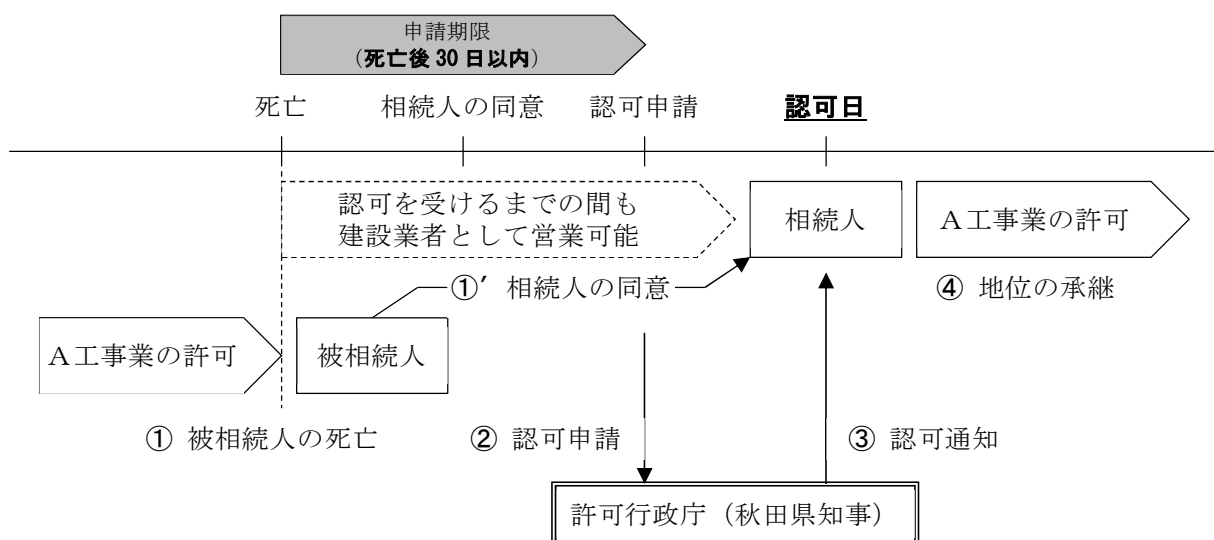 申請期限
（死亡後 30 日以内）
死亡
相続人の同意
認可申請
認可日
認可を受けるまでの間も
建設業者として営業可能
相続人
Ａ工事業の許可
①′ 相続人の同意
④ 地位の承継
Ａ工事業の許可
被相続人
① 被相続人の死亡
② 認可申請
③ 認可通知
許可行政庁（秋田県知事）